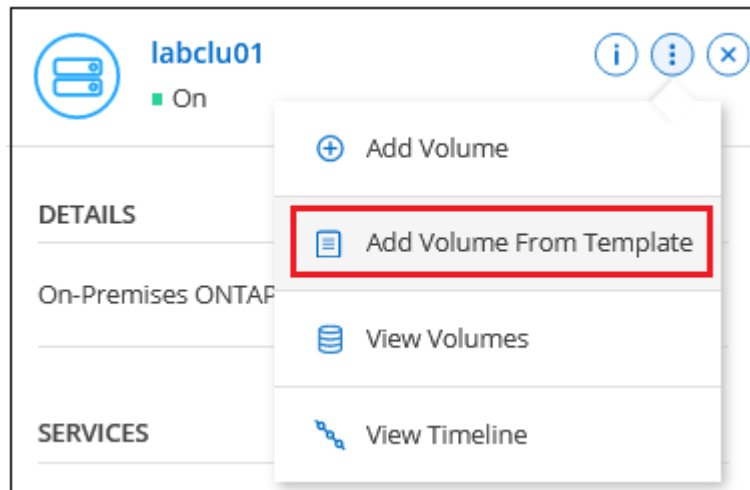 labclu01
On
Add Volume
DETAILS
Add Volume From Template
On-Premises ONTAP
View Volumes
SERVICES
View Timeline